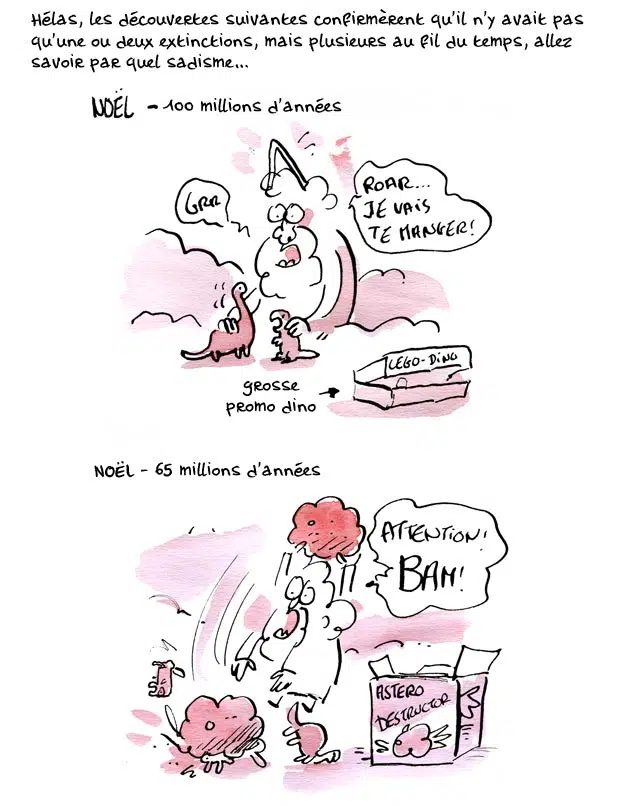 Hélas, les découvertes suivantes confirmèrent qu'il n'y avait pas
qu'une ou deux extinctions, mais plusieurs au fil du temps, allez
savoir par quel sadisme...
NOËL - 100 millions d'années
GRR
ROAR...
JE VAIS
TE MANGER!
LEGO-DINO
grosse
promo dino
NOËL - 65 millions d'années
ATTENTION!
BAM!
ASTERO
DESTRUCTOR